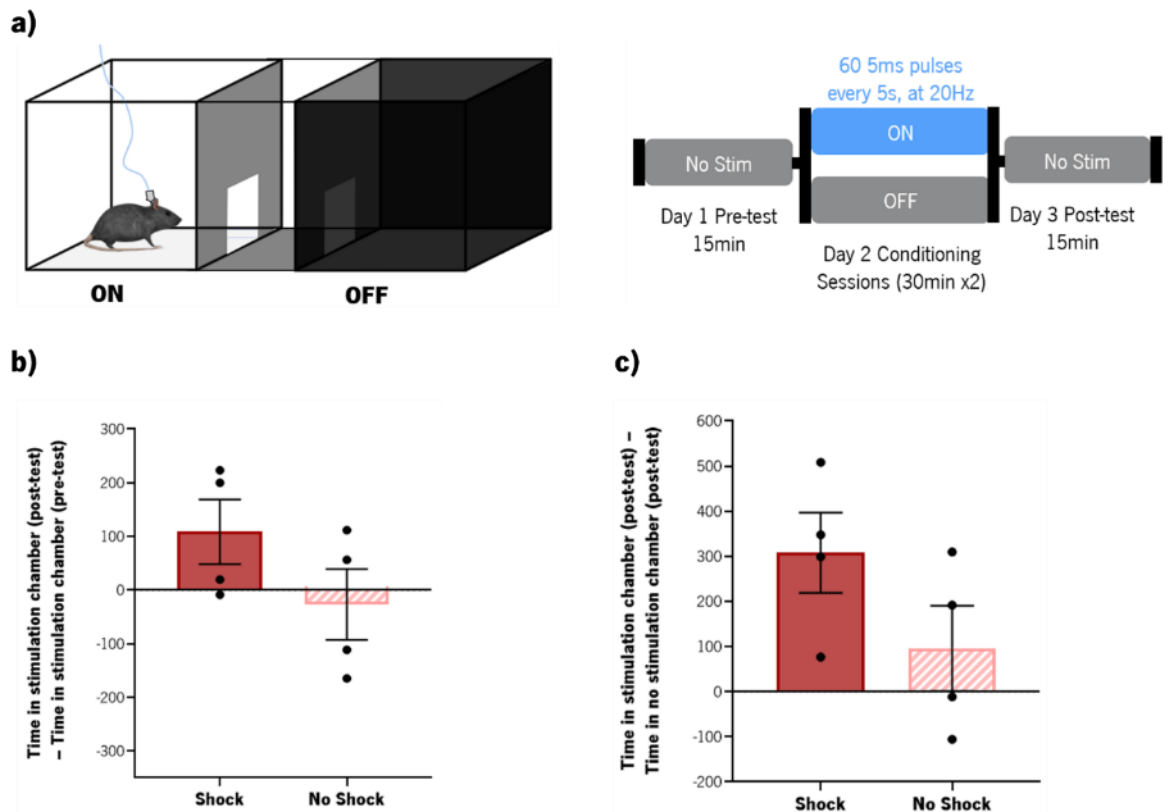 a)
ON
OFF
60 5ms pulses
every 5s, at 20Hz
No Stim
ON
OFF
No Stim
Day 1 Pre-test
15min
Day 2 Conditioning
Sessions (30min x2)
Day 3 Post-test
15min
b)
Time in stimulation chamber (post-test)
– Time in stimulation chamber (pre-test)
300
200
100
0
-100
-200
-300
Shock
No Shock
c)
Time in stimulation chamber (post-test) –
Time in no stimulation chamber (post-test)
600
500
400
300
200
100
0
-100
-200
Shock
No Shock